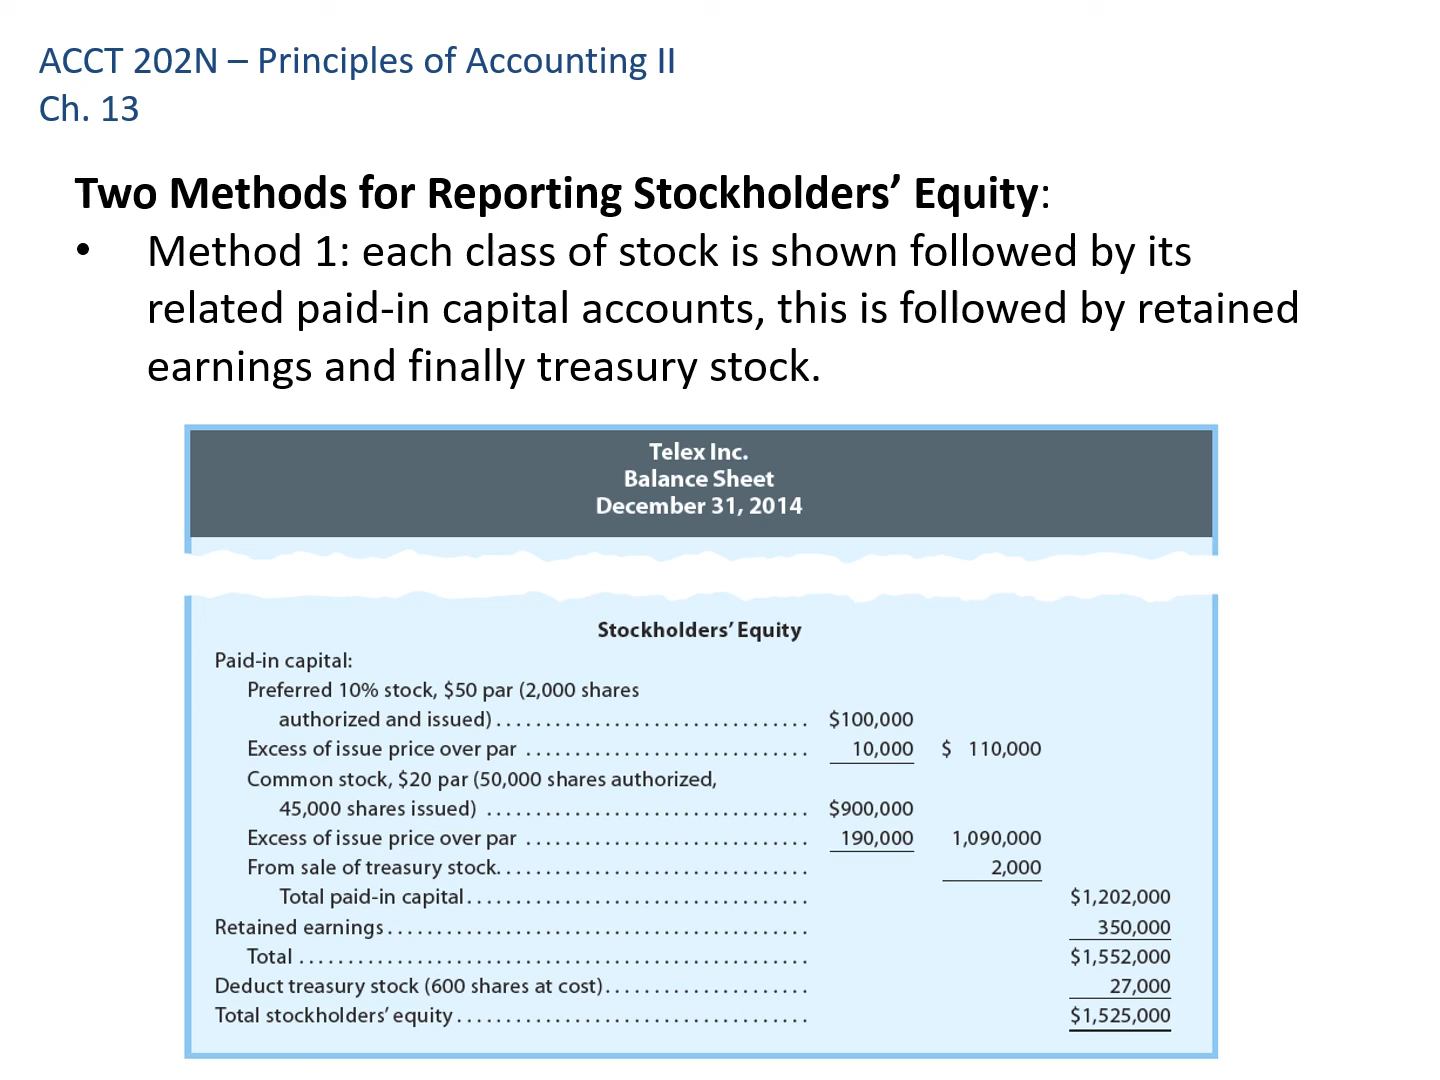 ACCT 202N – Principles of Accounting II
Ch. 13
Two Methods for Reporting Stockholders’ Equity:
• Method 1: each class of stock is shown followed by its
related paid-in capital accounts, this is followed by retained
earnings and finally treasury stock.
Telex Inc.
Balance Sheet
December 31, 2014
Stockholders’ Equity
Paid-in capital:
Preferred 10% stock, $50 par (2,000 shares
authorized and issued) . . . . . . . . . . . . . . . . . . . . . . . . . . . . . . . . $100,000
Excess of issue price over par . . . . . . . . . . . . . . . . . . . . . . . . . . . . . 10,000 $ 110,000
Common stock, $20 par (50,000 shares authorized,
45,000 shares issued) . . . . . . . . . . . . . . . . . . . . . . . . . . . . . . . . . $900,000
Excess of issue price over par . . . . . . . . . . . . . . . . . . . . . . . . . . . . . 190,000 1,090,000
From sale of treasury stock. . . . . . . . . . . . . . . . . . . . . . . . . . . . . . . . 2,000
Total paid-in capital . . . . . . . . . . . . . . . . . . . . . . . . . . . . . . . . . . . $1,202,000
Retained earnings . . . . . . . . . . . . . . . . . . . . . . . . . . . . . . . . . . . . . . . . . . . 350,000
Total . . . . . . . . . . . . . . . . . . . . . . . . . . . . . . . . . . . . . . . . . . . . . . . . . . . . $1,552,000
Deduct treasury stock (600 shares at cost) . . . . . . . . . . . . . . . . . . . . . 27,000
Total stockholders’ equity . . . . . . . . . . . . . . . . . . . . . . . . . . . . . . . . . . . . $1,525,000